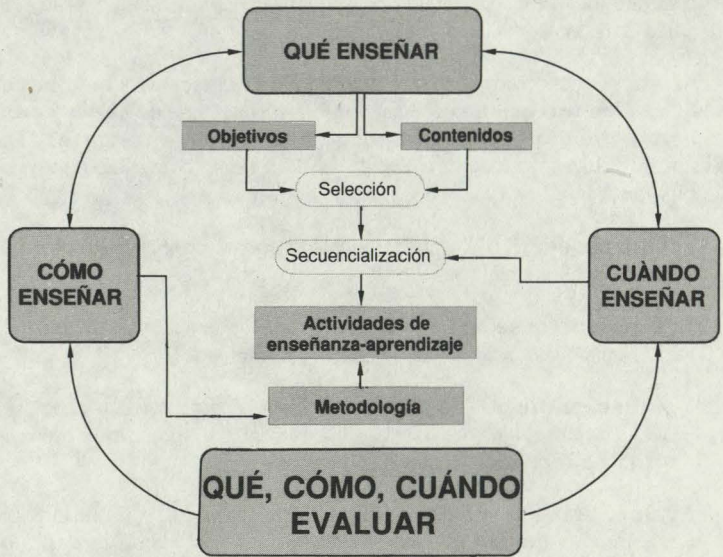 QUÉ ENSEÑAR
Objetivos
Contenidos
Selección
Secuencialización
CÓMO
ENSEÑAR
CUÀNDO
ENSEÑAR
Actividades de
enseñanza-aprendizaje
Metodología
QUÉ, CÓMO, CUÁNDO
EVALUAR